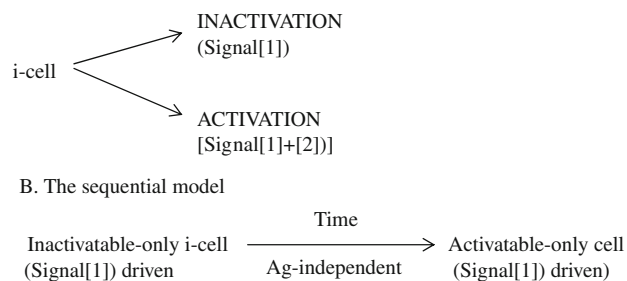 INACTIVATION
(Signal[1])
i-cell
ACTIVATION
[Signal[1]+[2])]
B. The sequential model
Time
Inactivatable-only i-cell Activatable-only cell
(Signal[1]) driven Ag-independent (Signal[1]) driven)